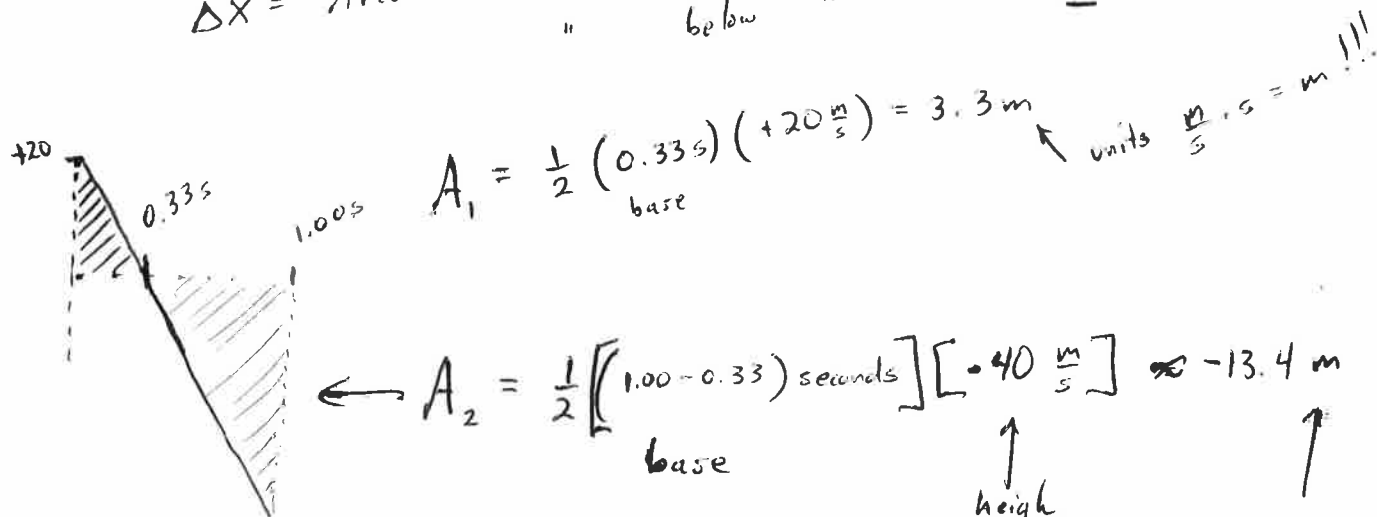 Δx =
" below
+20
0.33s
1.00s
A₁ = 1/2 (0.33s) (+20 m/s) = 3.3m
base
units m/s · s = m !!!
← A₂ = 1/2 [(1.00-0.33) seconds] [-40 m/s] -13.4 m
base
heigh